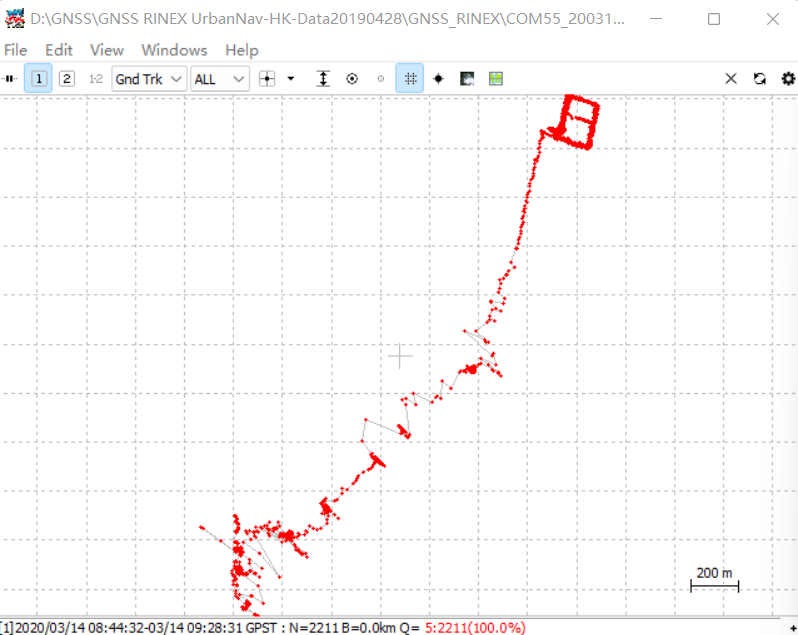 D:\GNSS\GNSS RINEX UrbanNav-HK-Data20190428\GNSS_RINEX\COM55_20031...
File Edit View Windows Help
1 2 1-2 Gnd Trk ALL
200 m
[1]2020/03/14 08:44:32-03/14 09:28:31 GPST : N=2211 B=0.0km Q= 5:2211(100.0%)